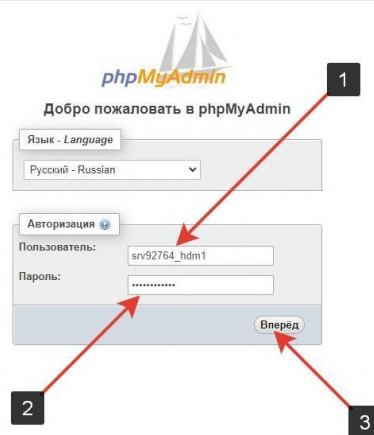 phpMyAdmin
1
Добро пожаловать в phpMyAdmin
Язык - Language
Русский - Russian
Авторизация
Пользователь:
srv92764_hdm1
Пароль:
••••••••••••
Вперёд
2
3